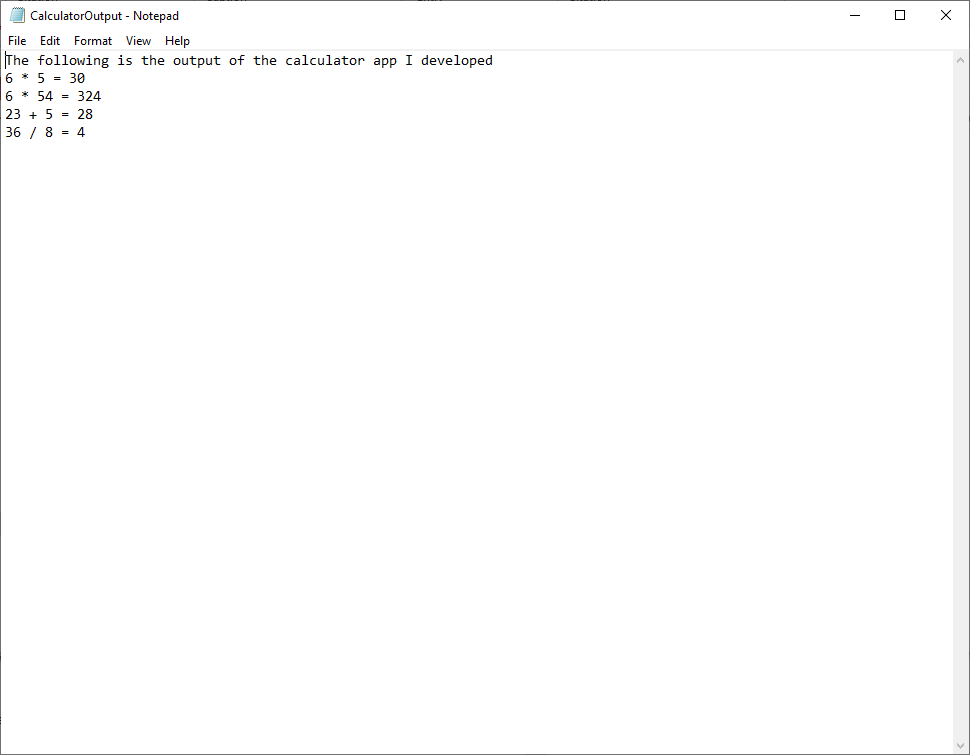 CalculatorOutput - Notepad
File Edit Format View Help
The following is the output of the calculator app I developed
6 * 5 = 30
6 * 54 = 324
23 + 5 = 28
36 / 8 = 4